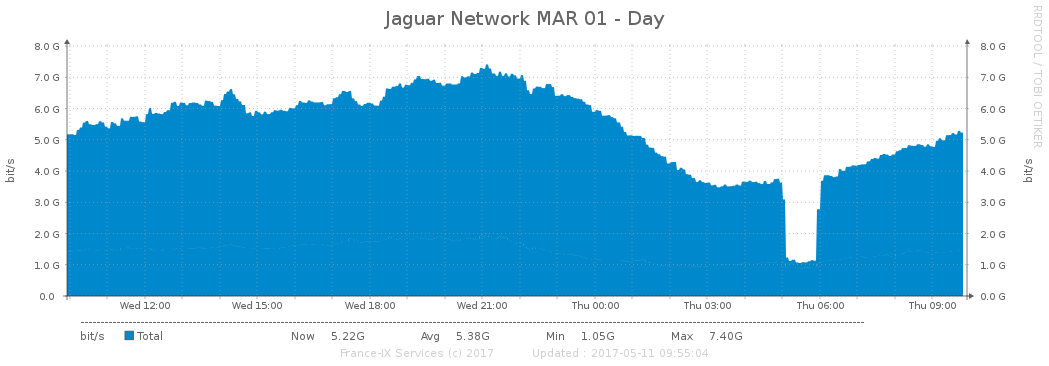 Jaguar Network MAR 01 - Day
RRDTOOL / TOBI OETIKER
bit/s
8.0 G 8.0 G
7.0 G 7.0 G
6.0 G 6.0 G
5.0 G 5.0 G
4.0 G 4.0 G
3.0 G 3.0 G
2.0 G 2.0 G
1.0 G 1.0 G
0.0 0.0 G
bit/s
Wed 12:00 Wed 15:00 Wed 18:00 Wed 21:00 Thu 00:00 Thu 03:00 Thu 06:00 Thu 09:00
bit/s Total Now 5.22G Avg 5.38G Min 1.05G Max 7.40G
France-IX Services (c) 2017 Updated : 2017-05-11 09:55:04